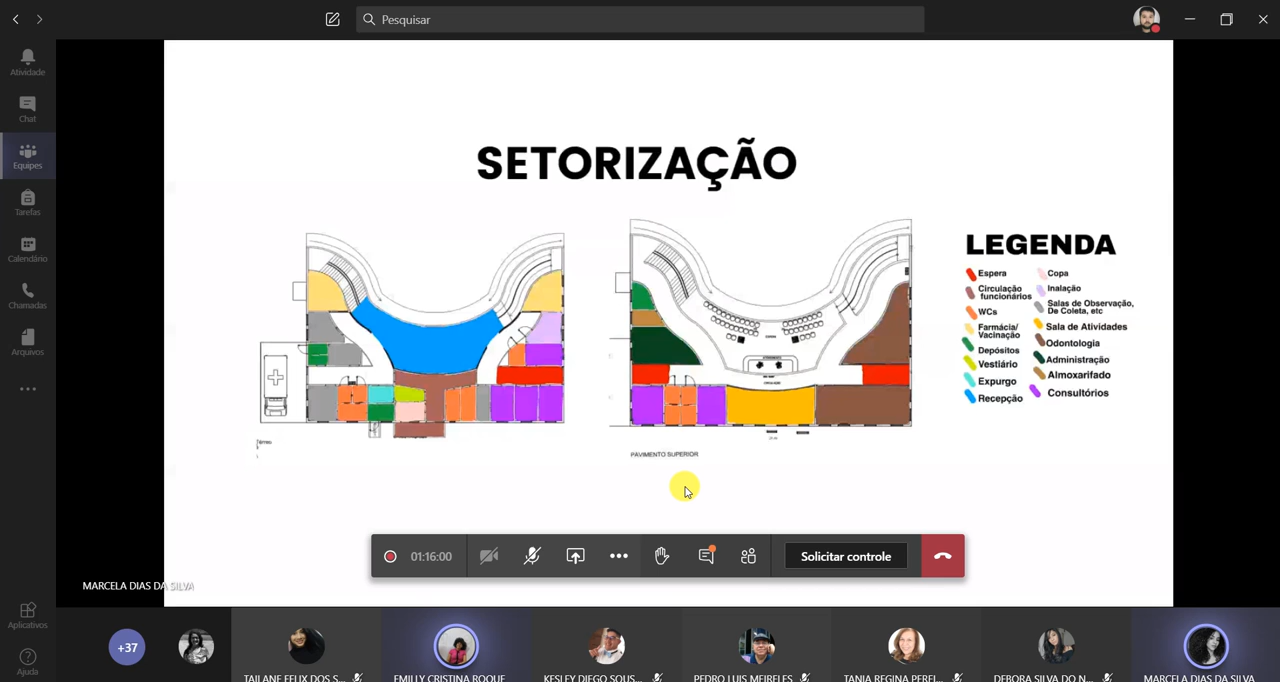 Pesquisar
Atividade
Chat
Equipes
Tarefas
Calendário
Chamadas
Arquivos
Aplicativos
Ajuda
SETORIZAÇÃO
Térreo
PAVIMENTO SUPERIOR
LEGENDA
Espera
Circulação
funcionários
WCs
Farmácia/
Vacinação
Depósitos
Vestiário
Expurgo
Recepção
Copa
Inalação
Salas de Observação,
De Coleta, etc
Sala de Atividades
Odontologia
Administração
Almoxarifado
Consultórios
01:16:00
Solicitar controle
MARCELA DIAS DA SILVA
+37
TAILANE FELIX DOS S...
EMILLY CRISTINA ROQUE
KESLEY DIEGO SOUS...
PEDRO LUIS MEIRELES
TANIA REGINA PEREI...
DEBORA SILVA DO N...
MARCELA DIAS DA SILVA